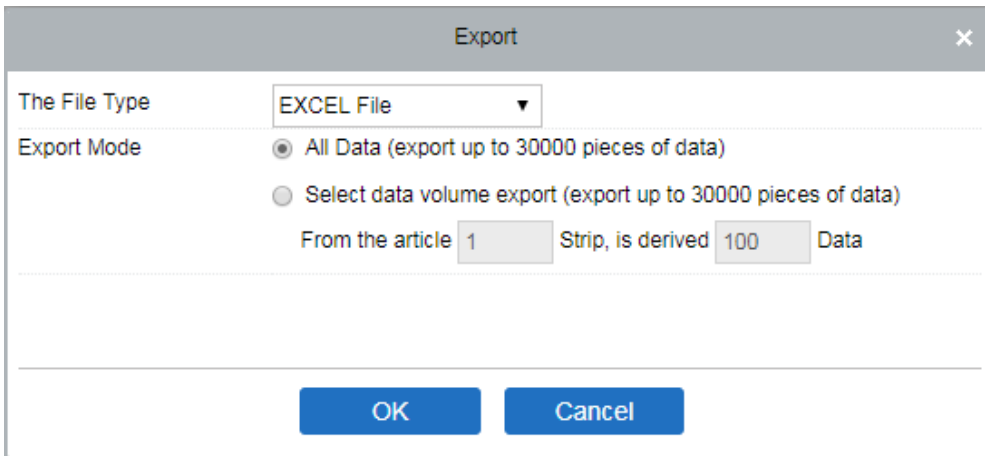 Export
The File Type EXCEL File
Export Mode All Data (export up to 30000 pieces of data)
Select data volume export (export up to 30000 pieces of data)
From the article 1 Strip, is derived 100 Data
OK Cancel